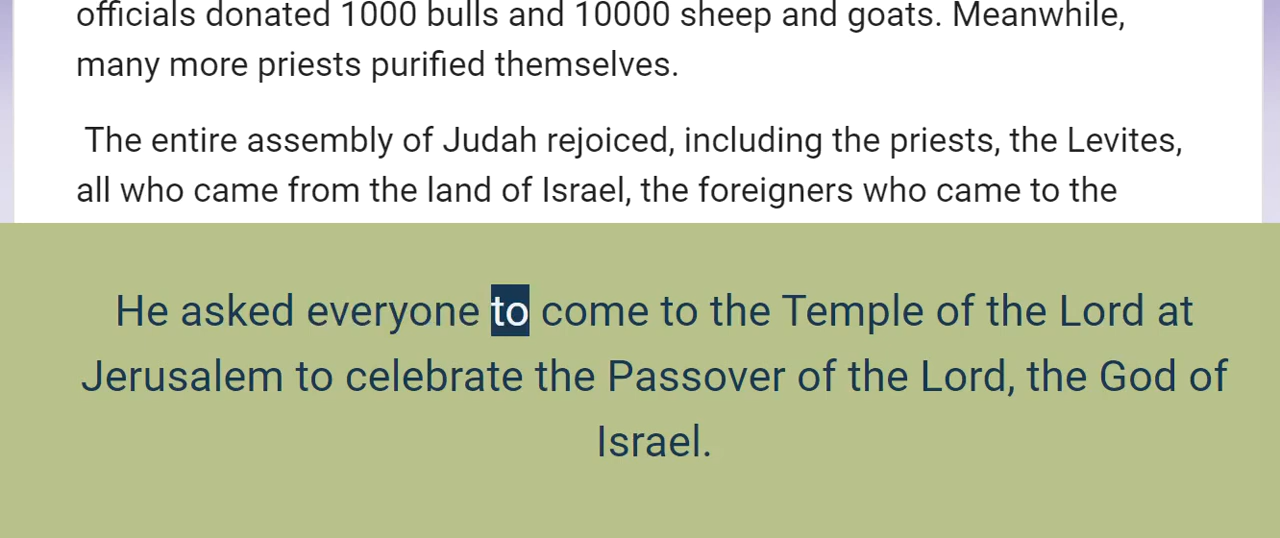 officials donated 1000 bulls and 10000 sheep and goats. Meanwhile,
many more priests purified themselves.
The entire assembly of Judah rejoiced, including the priests, the Levites,
all who came from the land of Israel, the foreigners who came to the
He asked everyone to come to the Temple of the Lord at
Jerusalem to celebrate the Passover of the Lord, the God of
Israel.